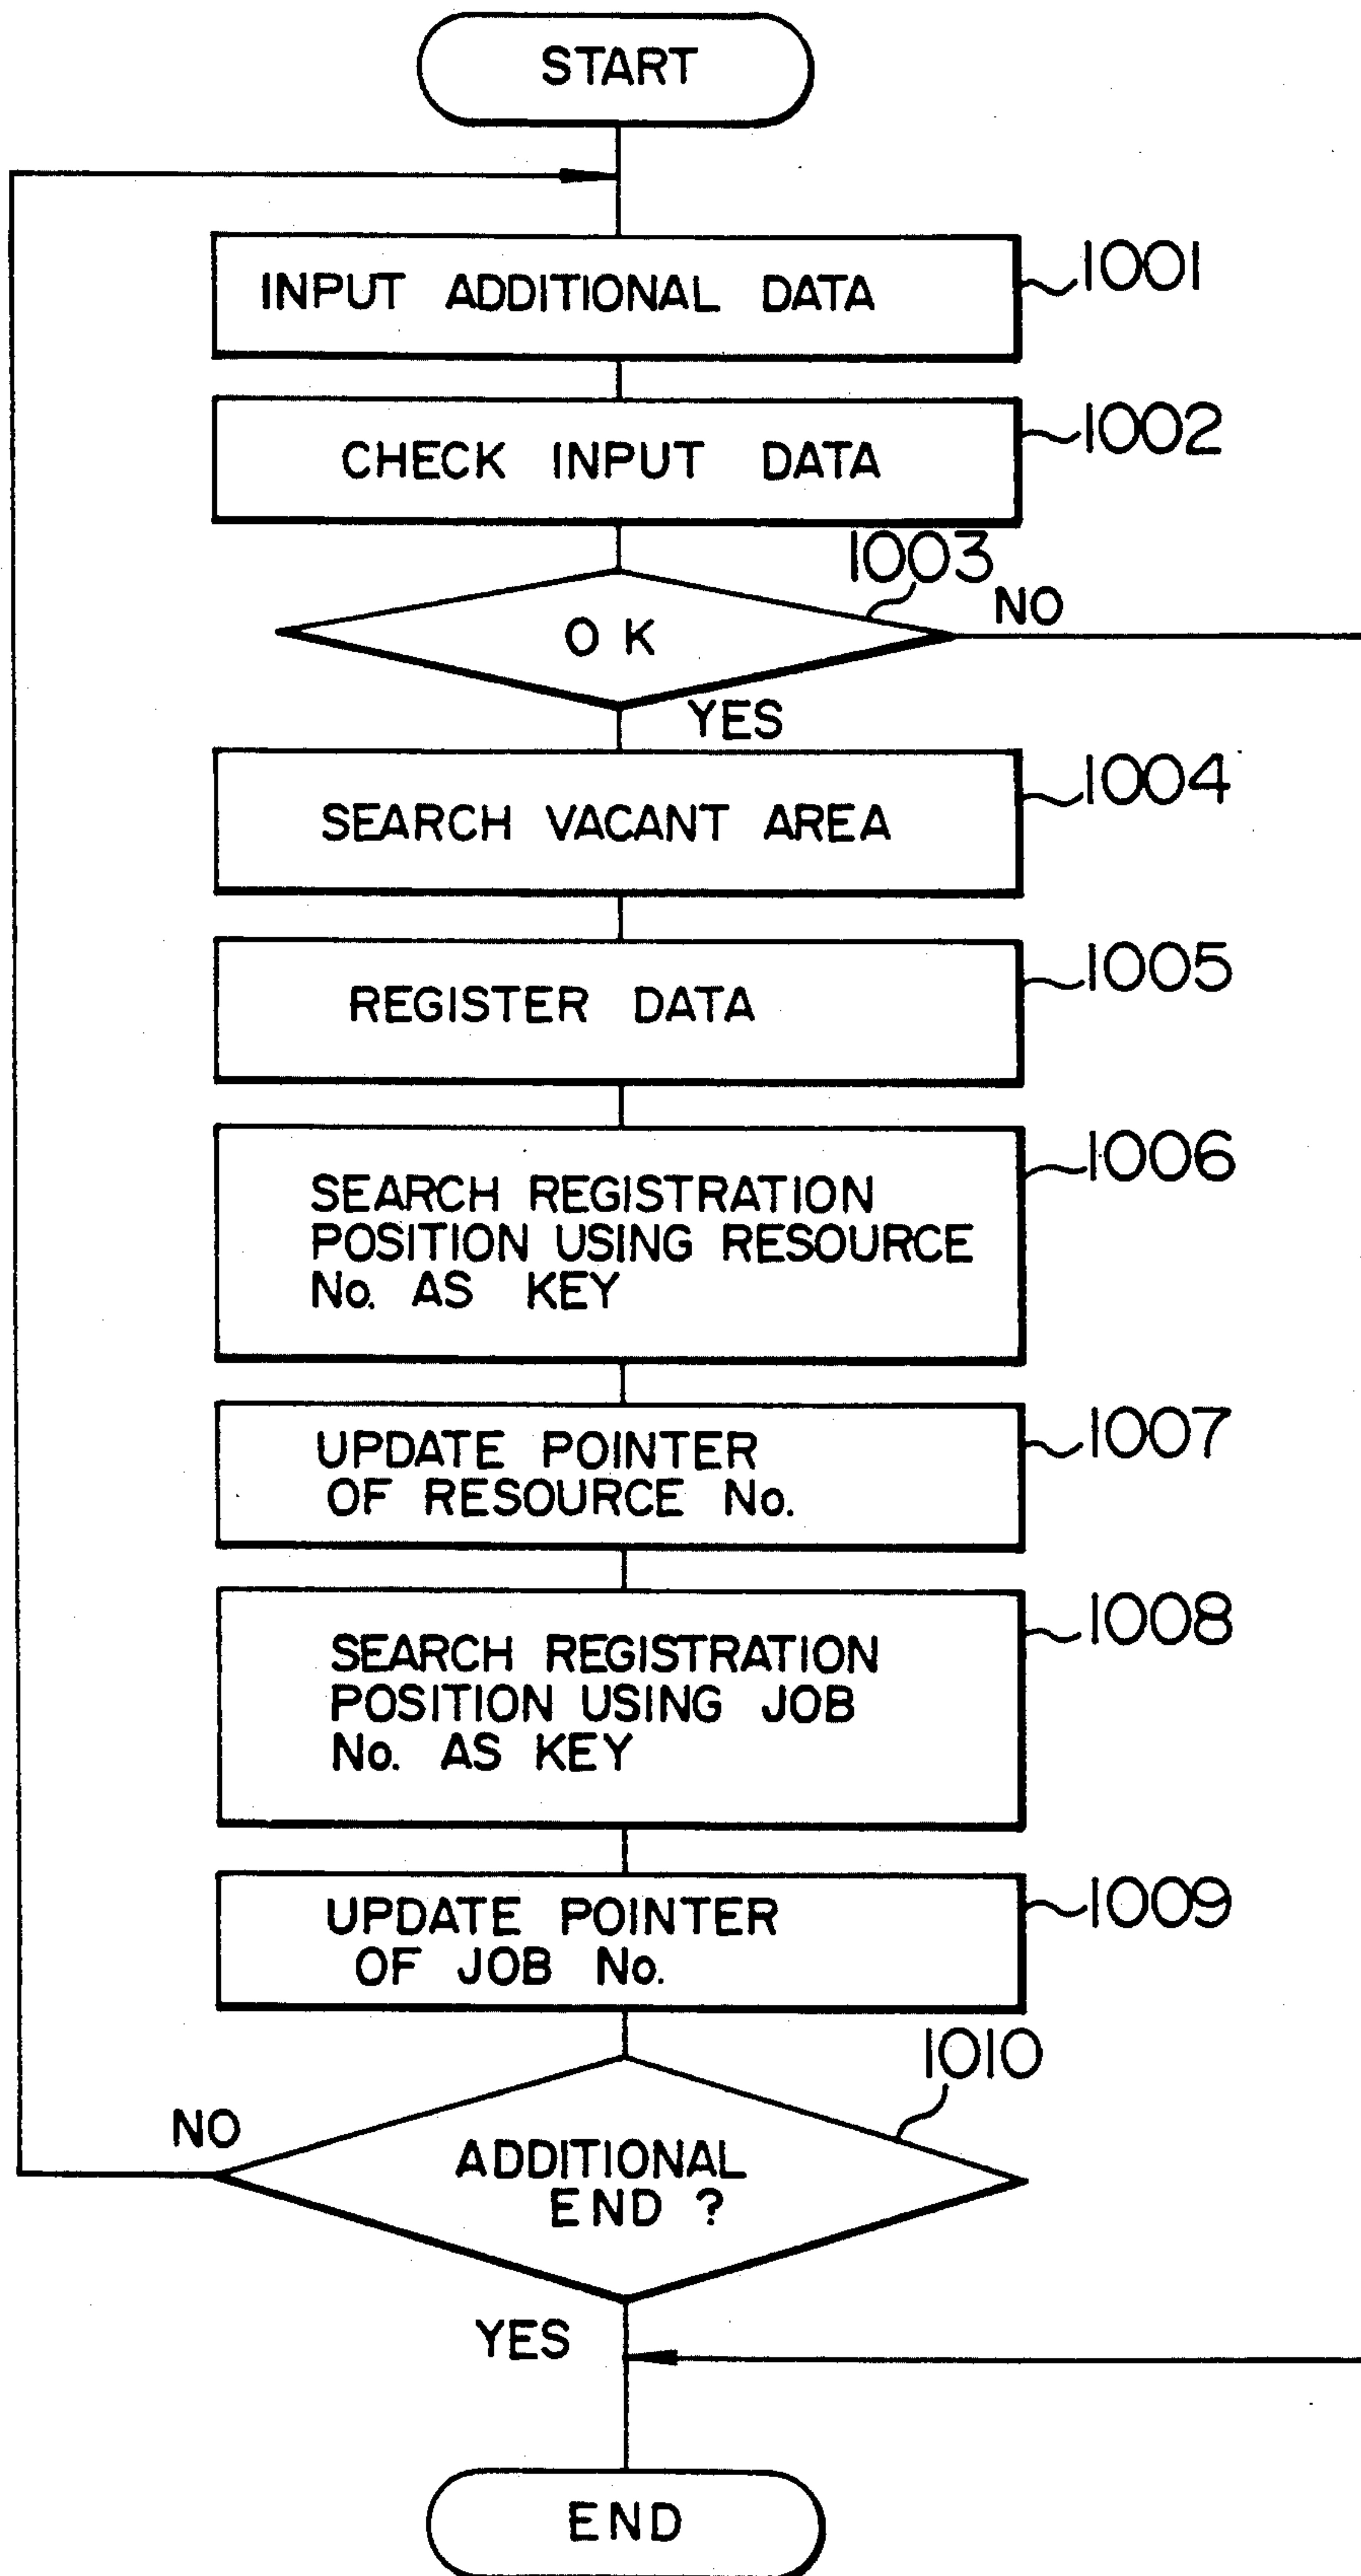 START
INPUT ADDITIONAL DATA
1001
CHECK INPUT DATA
1002
1003
OK
NO
YES
SEARCH VACANT AREA
1004
REGISTER DATA
1005
SEARCH REGISTRATION
POSITION USING RESOURCE
No. AS KEY
1006
UPDATE POINTER
OF RESOURCE No.
1007
SEARCH REGISTRATION
POSITION USING JOB
No. AS KEY
1008
UPDATE POINTER
OF JOB No.
1009
1010
NO
ADDITIONAL
END ?
YES
END